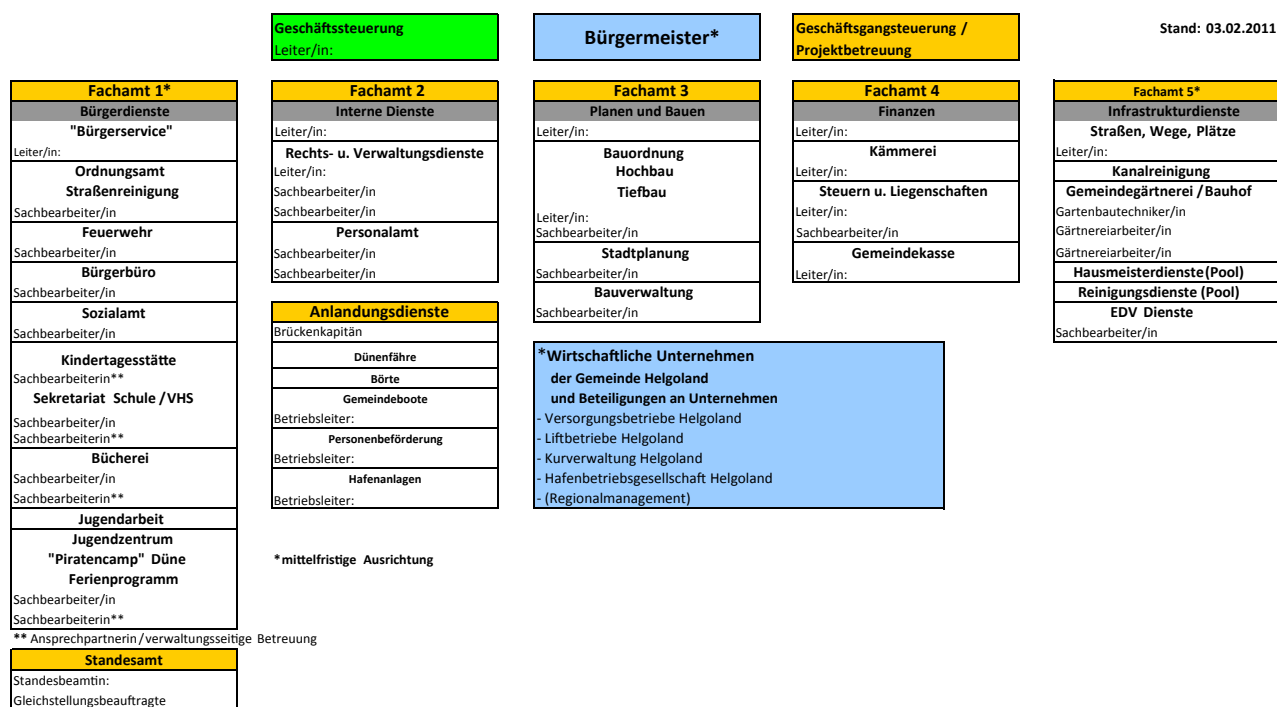 Geschäftssteuerung
Leiter/in:
Bürgermeister*
Geschäftsgangsteuerung /
Projektbetreuung
Stand: 03.02.2011
Fachamt 1*
Bürgerdienste
"Bürgerservice"
Leiter/in:
Ordnungsamt
Straßenreinigung
Sachbearbeiter/in
Feuerwehr
Sachbearbeiter/in
Bürgerbüro
Sachbearbeiter/in
Sozialamt
Sachbearbeiter/in
Kindertagesstätte
Sachbearbeiterin**
Sekretariat Schule /VHS
Sachbearbeiter/in
Sachbearbeiterin**
Bücherei
Sachbearbeiter/in
Sachbearbeiterin**
Jugendarbeit
Jugendzentrum
"Piratencamp" Düne
Ferienprogramm
Sachbearbeiter/in
Sachbearbeiterin**
** Ansprechpartnerin/verwaltungsseitige Betreuung
Standesamt
Standesbeamtin:
Gleichstellungsbeauftragte
Fachamt 2
Interne Dienste
Leiter/in:
Rechts- u. Verwaltungsdienste
Leiter/in:
Sachbearbeiter/in
Sachbearbeiter/in
Personalamt
Sachbearbeiter/in
Sachbearbeiter/in
Anlandungsdienste
Brückenkapitän
Dünenfähre
Börte
Gemeindeboote
Betriebsleiter:
Personenbeförderung
Betriebsleiter:
Hafenanlagen
Betriebsleiter:
*mittelfristige Ausrichtung
Fachamt 3
Planen und Bauen
Leiter/in:
Bauordnung
Hochbau
Tiefbau
Leiter/in:
Sachbearbeiter/in
Stadtplanung
Sachbearbeiter/in
Bauverwaltung
Sachbearbeiter/in
*Wirtschaftliche Unternehmen
der Gemeinde Helgoland
und Beteiligungen an Unternehmen
- Versorgungsbetriebe Helgoland
- Liftbetriebe Helgoland
- Kurverwaltung Helgoland
- Hafenbetriebsgesellschaft Helgoland
- (Regionalmanagement)
Fachamt 4
Finanzen
Leiter/in:
Kämmerei
Leiter/in:
Steuern u. Liegenschaften
Leiter/in:
Sachbearbeiter/in
Gemeindekasse
Leiter/in:
Fachamt 5*
Infrastrukturdienste
Straßen, Wege, Plätze
Leiter/in:
Kanalreinigung
Gemeindegärtnerei /Bauhof
Gartenbautechniker/in
Gärtnereiarbeiter/in
Gärtnereiarbeiter/in
Hausmeisterdienste(Pool)
Reinigungsdienste (Pool)
EDV Dienste
Sachbearbeiter/in